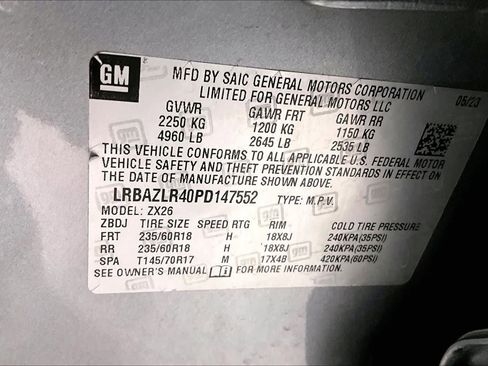 GM
MFD BY SAIC GENERAL MOTORS CORPORATION
LIMITED FOR GENERAL MOTORS LLC
05/23
GVWR GAWR FRT GAWR RR
2250 KG 1200 KG 1150 KG
4960 LB 2645 LB 2535 LB
THIS VEHICLE CONFORMS TO ALL APPLICABLE U.S. FEDERAL MOTOR
VEHICLE SAFETY AND THEFT PREVENTION STANDARDS IN EFFECT ON
THE DATE OF MANUFACTURE SHOWN ABOVE.
LRBAZLR40PD147552 TYPE: M.P.V.
MODEL: ZX26
ZBDJ TIRE SIZE SPEED RTG RIM COLD TIRE PRESSURE
FRT 235/60R18 H 18X8J 240KPA(35PSI)
RR 235/60R18 H 18X8J 240KPA(35PSI)
SPA T145/70R17 M 17X4B 420KPA(60PSI)
SEE OWNER'S MANUAL FOR MORE INFORMATION.